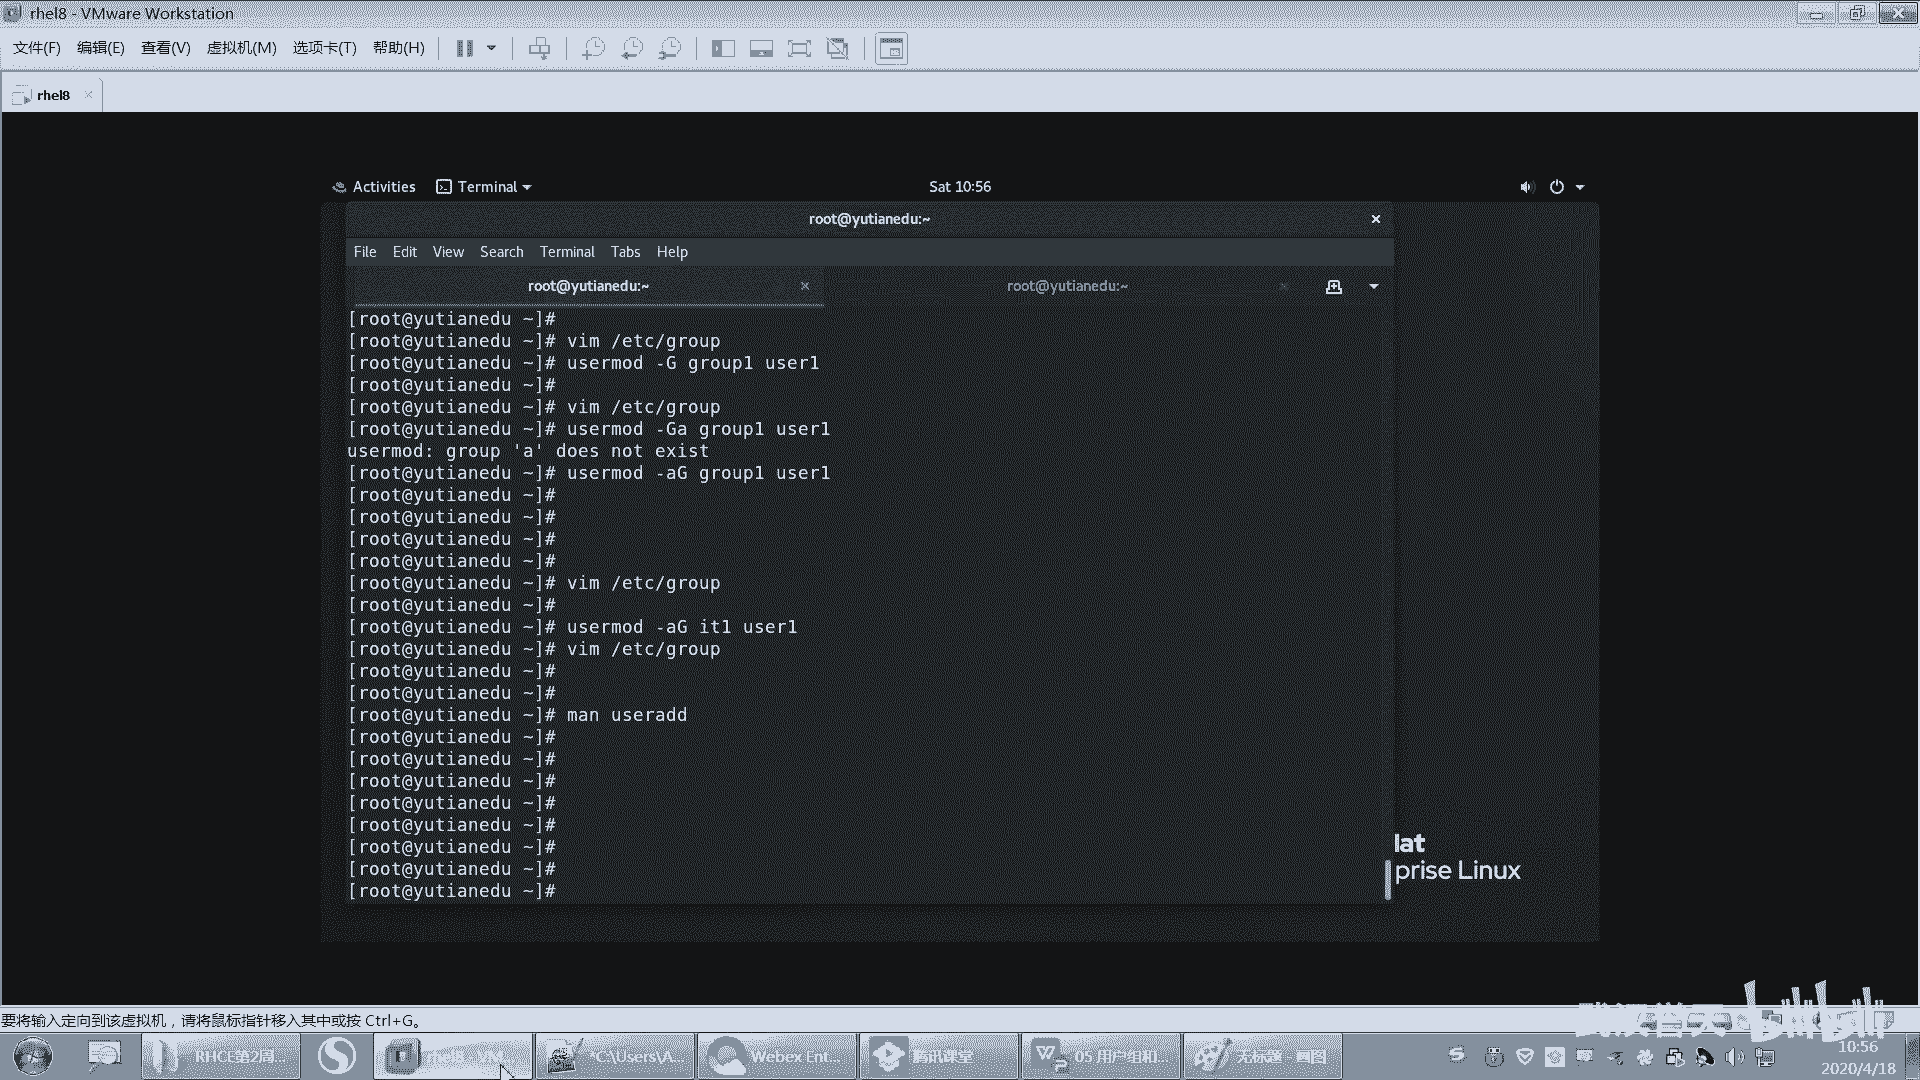 rhel8 - VMware Workstation
文件(F) 编辑(E) 查看(V) 虚拟机(M) 选项卡(T) 帮助(H)
rhel8
Activities Terminal Sat 10:56
root@yutianedu:~
File Edit View Search Terminal Tabs Help
root@yutianedu:~ root@yutianedu:~
[root@yutianedu ~]#
[root@yutianedu ~]# vim /etc/group
[root@yutianedu ~]# usermod -G group1 user1
[root@yutianedu ~]#
[root@yutianedu ~]# vim /etc/group
[root@yutianedu ~]# usermod -Ga group1 user1
usermod: group 'a' does not exist
[root@yutianedu ~]# usermod -aG group1 user1
[root@yutianedu ~]#
[root@yutianedu ~]#
[root@yutianedu ~]#
[root@yutianedu ~]#
[root@yutianedu ~]# vim /etc/group
[root@yutianedu ~]#
[root@yutianedu ~]# usermod -aG it1 user1
[root@yutianedu ~]# vim /etc/group
[root@yutianedu ~]#
[root@yutianedu ~]#
[root@yutianedu ~]# man useradd
[root@yutianedu ~]#
[root@yutianedu ~]#
[root@yutianedu ~]#
[root@yutianedu ~]#
[root@yutianedu ~]#
[root@yutianedu ~]#
[root@yutianedu ~]#
[root@yutianedu ~]#
lat
prise Linux
要将输入定向到该虚拟机，请将鼠标指针移入其中或按 Ctrl+G。
bilibili
RHCE第2周... rhel8 - VM... *C:\Users\A... Webex Ent... 腾讯课堂 05 用户组和... 无标题 - 画图
10:56
2020/4/18